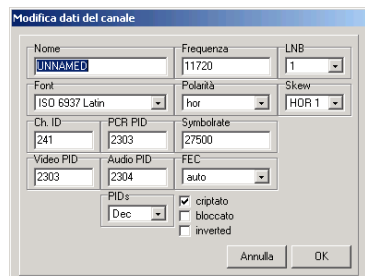 Modifica dati del canale
Nome Frequenza LNB
UNNAMED 11720 1
Font Polarità Skew
ISO 6937 Latin hor HOR 1
Ch. ID PCR PID Symbolrate
241 2303 27500
Video PID Audio PID FEC
2303 2304 auto
PIDs
Dec
criptato
bloccato
inverted
Annulla OK